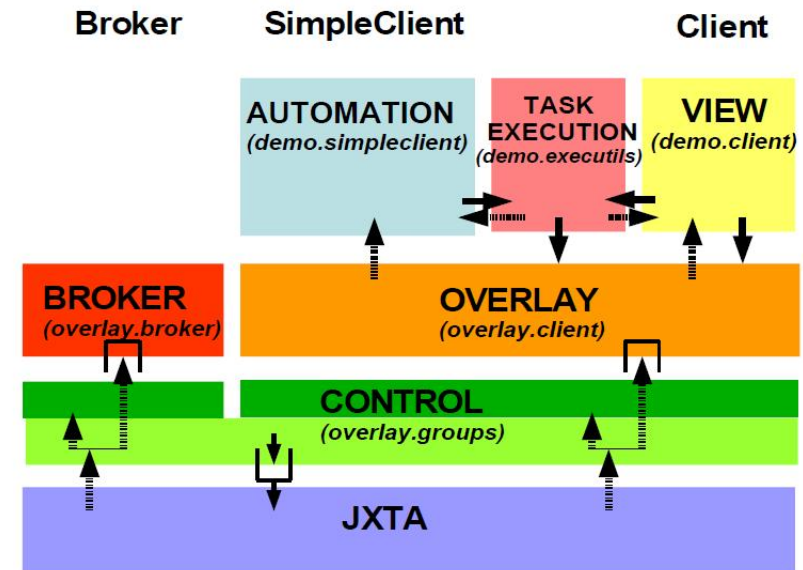 Broker
SimpleClient
Client
AUTOMATION
(demo.simpleclient)
TASK
EXECUTION
(demo.executils)
VIEW
(demo.client)
BROKER
(overlay.broker)
OVERLAY
(overlay.client)
CONTROL
(overlay.groups)
JXTA